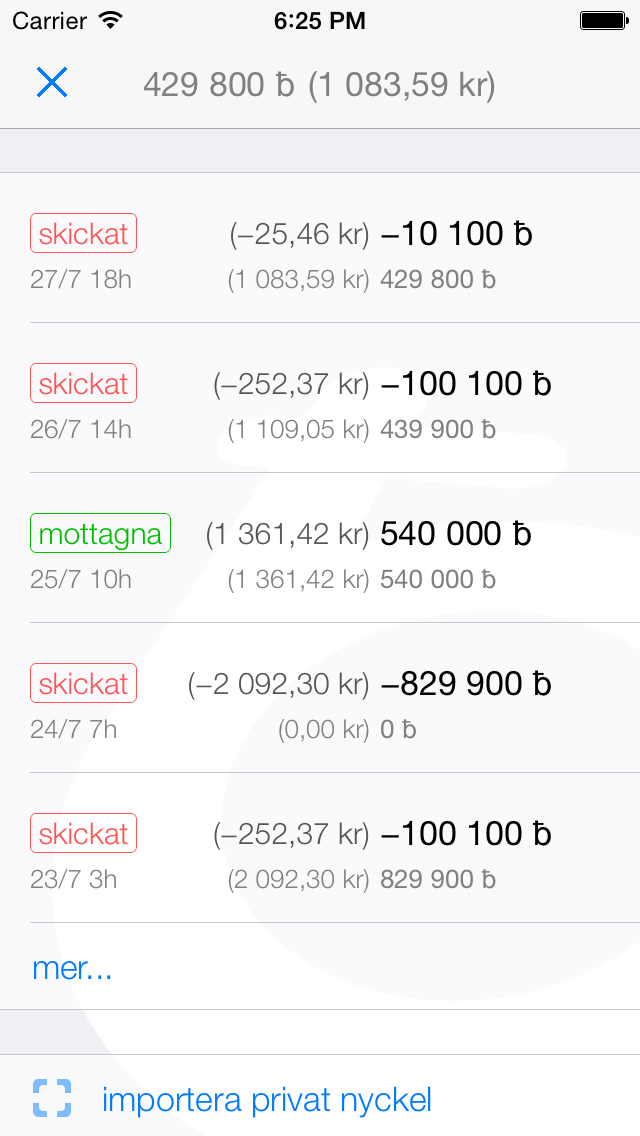 Carrier 6:25 PM
429 800 ƀ (1 083,59 kr)
skickat (−25,46 kr) −10 100 ƀ
27/7 18h (1 083,59 kr) 429 800 ƀ
skickat (−252,37 kr) −100 100 ƀ
26/7 14h (1 109,05 kr) 439 900 ƀ
mottagna (1 361,42 kr) 540 000 ƀ
25/7 10h (1 361,42 kr) 540 000 ƀ
skickat (−2 092,30 kr) −829 900 ƀ
24/7 7h (0,00 kr) 0 ƀ
skickat (−252,37 kr) −100 100 ƀ
23/7 3h (2 092,30 kr) 829 900 ƀ
mer...
importera privat nyckel